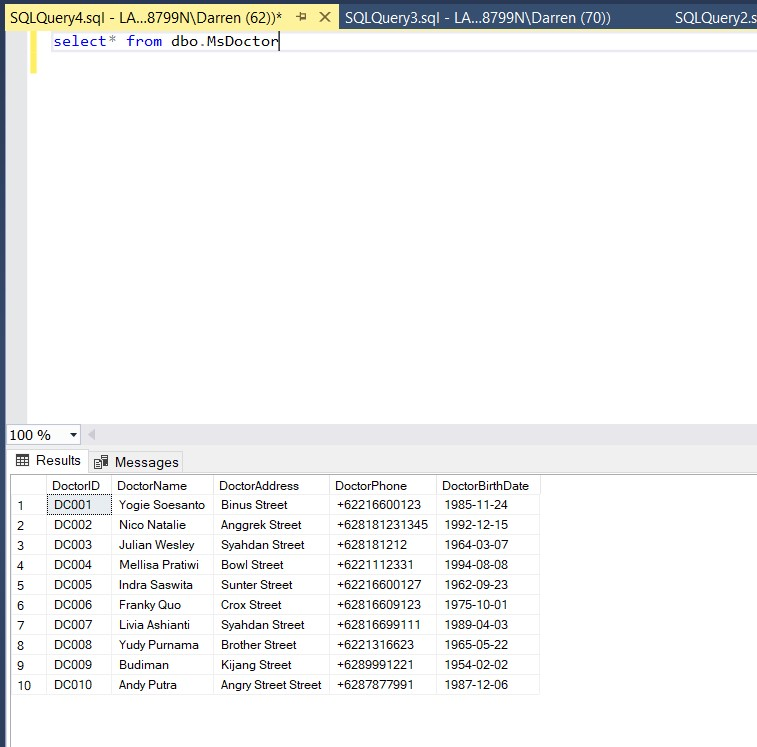 SQLQuery4.sql - LA...8799N\Darren (62))* SQLQuery3.sql - LA...8799N\Darren (70)) SQLQuery2.s
select* from dbo.MsDoctor
100 %
Results Messages
DoctorID DoctorName DoctorAddress DoctorPhone DoctorBirthDate
1 DC001 Yogie Soesanto Binus Street +62216600123 1985-11-24
2 DC002 Nico Natalie Anggrek Street +628181231345 1992-12-15
3 DC003 Julian Wesley Syahdan Street +628181212 1964-03-07
4 DC004 Mellisa Pratiwi Bowl Street +6221112331 1994-08-08
5 DC005 Indra Saswita Sunter Street +62216600127 1962-09-23
6 DC006 Franky Quo Crox Street +62816609123 1975-10-01
7 DC007 Livia Ashianti Syahdan Street +62816699111 1989-04-03
8 DC008 Yudy Purnama Brother Street +6221316623 1965-05-22
9 DC009 Budiman Kijang Street +6289991221 1954-02-02
10 DC010 Andy Putra Angry Street Street +6287877991 1987-12-06